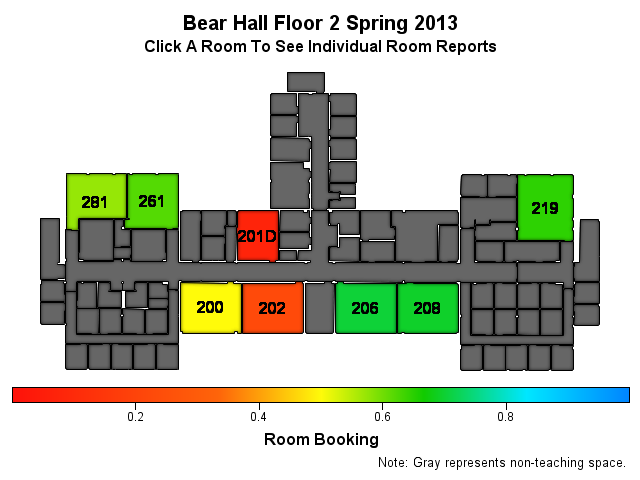 Bear Hall Floor 2 Spring 2013
Click A Room To See Individual Room Reports
281
261
219
201D
200
202
206
208
0.2 0.4 0.6 0.8
Room Booking
Note: Gray represents non-teaching space.